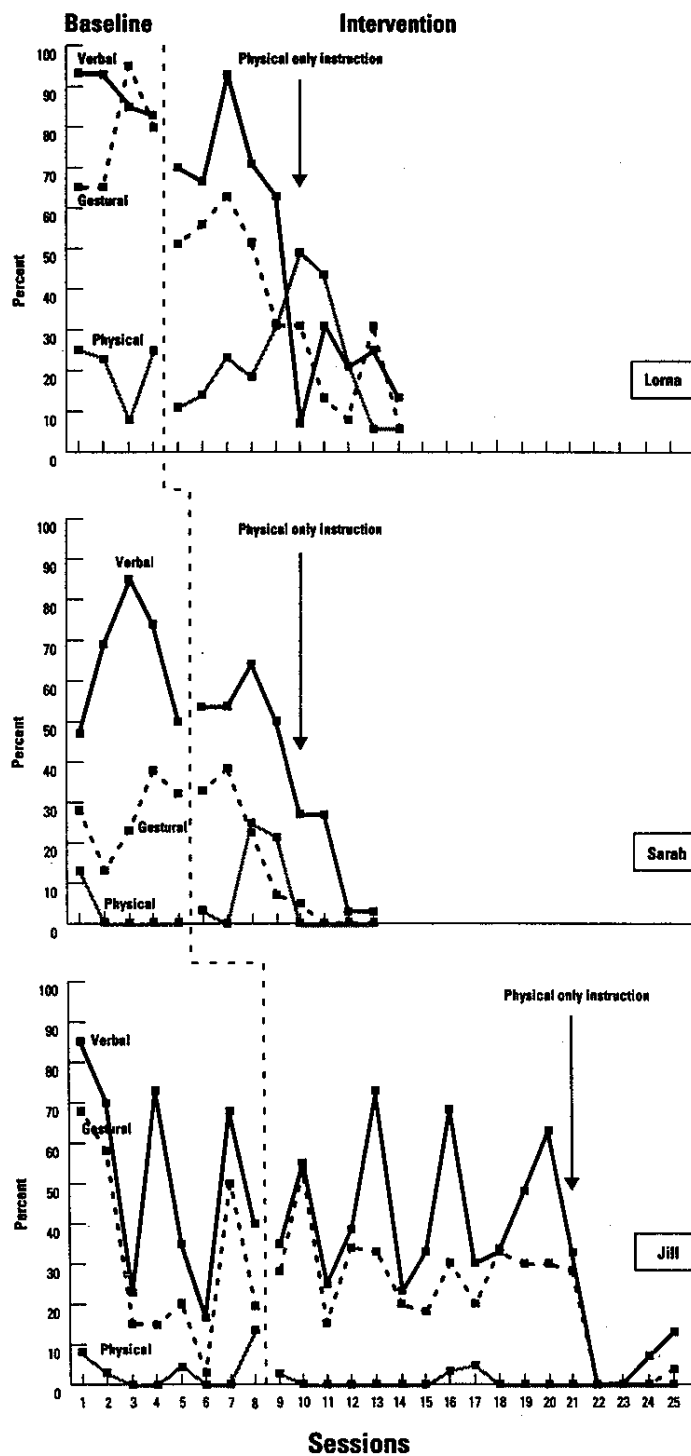 Baseline Intervention
100
90
80
70
60
50
40
30
20
10
0
Percent
Verbal
Gestural
Physical
Physical only instruction
Lorna
100
90
80
70
60
50
40
30
20
10
0
Percent
Verbal
Gestural
Physical
Physical only instruction
Sarah
100
90
80
70
60
50
40
30
20
10
0
Percent
Verbal
Gestural
Physical
Physical only instruction
Jill
1 2 3 4 5 6 7 8 9 10 11 12 13 14 15 16 17 18 19 20 21 22 23 24 25
Sessions